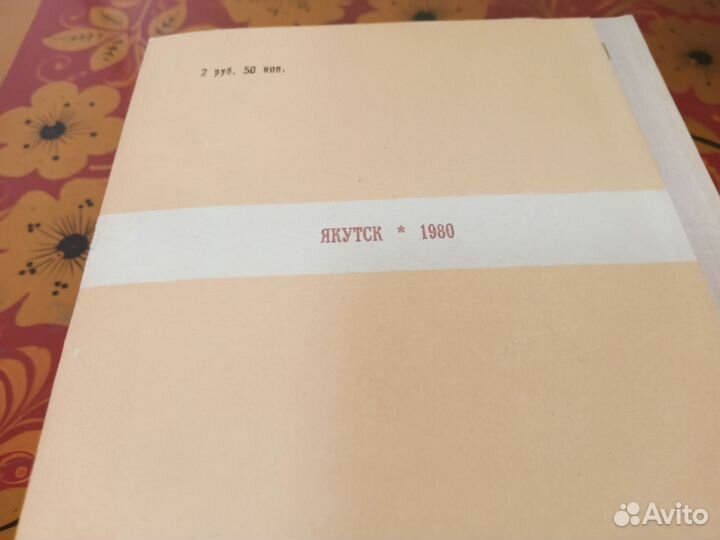 2 руб. 50 коп.
ЯКУТСК * 1980
Avito